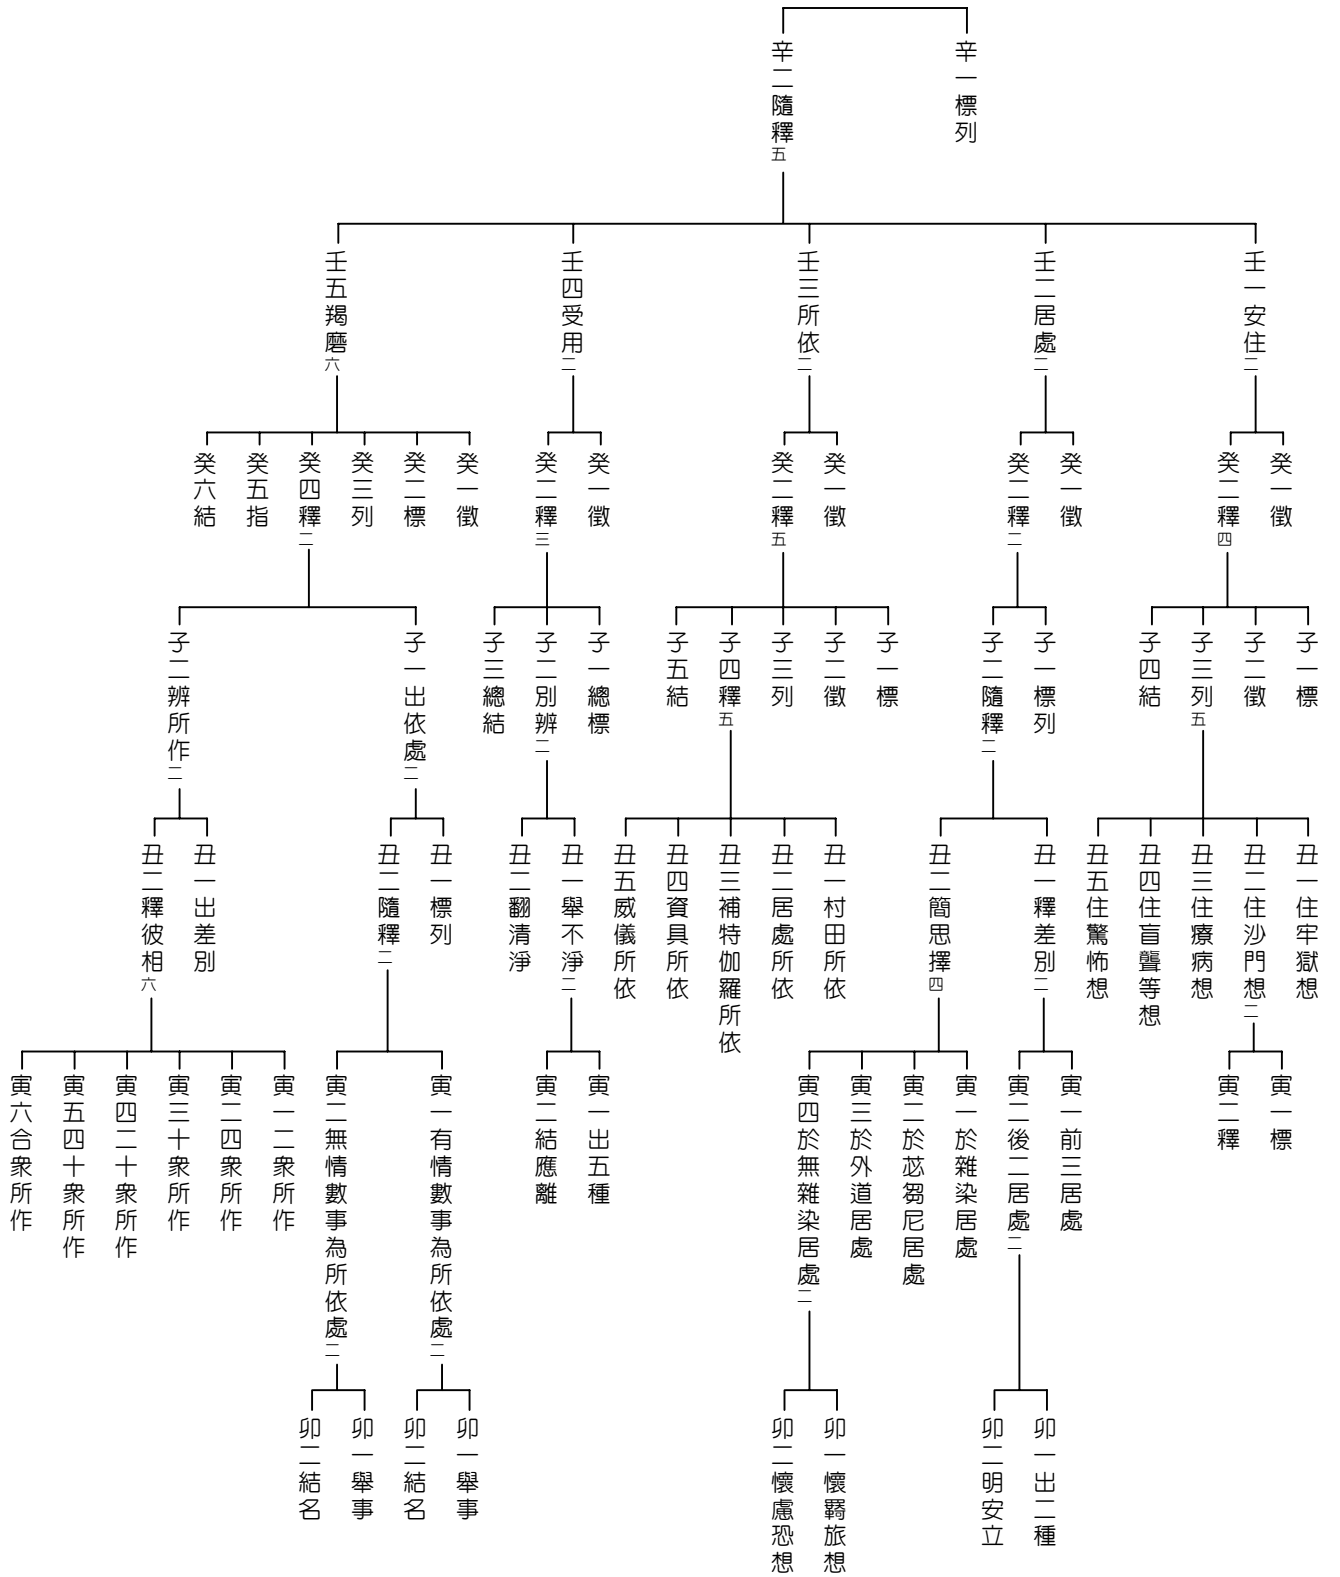 辛一標列
辛二隨釋五
壬一安住二
壬二居處二
壬三所依二
壬四受用二
壬五羯磨六
癸一徵
癸二釋四
癸一徵
癸二釋二
癸一徵
癸二釋五
癸一徵
癸二釋三
癸一徵
癸二標
癸三列
癸四釋二
癸五指
癸六結
子一標
子二徵
子三列五
子四結
子一標列
子二隨釋二
子一標
子二徵
子三列
子四釋五
子五結
子一總標
子二別辨二
子三總結
子一出依處二
子二辨所作二
丑一住牢獄想
丑二住沙門想二
丑三住療病想
丑四住盲聾等想
丑五住驚怖想
丑一釋差別二
丑二簡思擇四
丑一村田所依
丑二居處所依
丑三補特伽羅所依
丑四資具所依
丑五威儀所依
丑一舉不淨二
丑二翻清淨
丑一標列
丑二隨釋二
丑一出差別
丑二釋彼相六
寅一標
寅二釋
寅一前三居處
寅二後二居處二
寅一於雜染居處
寅二於苾芻尼居處
寅三於外道居處
寅四於無雜染居處二
寅一出五種
寅二結應離
寅一有情數事為所依處二
寅二無情數事為所依處二
寅一二衆所作
寅二四衆所作
寅三十衆所作
寅四二十衆所作
寅五四十衆所作
寅六合衆所作
卯一出二種
卯二明安立
卯一懷羇旅想
卯二懷慮恐想
卯一舉事
卯二結名
卯一舉事
卯二結名